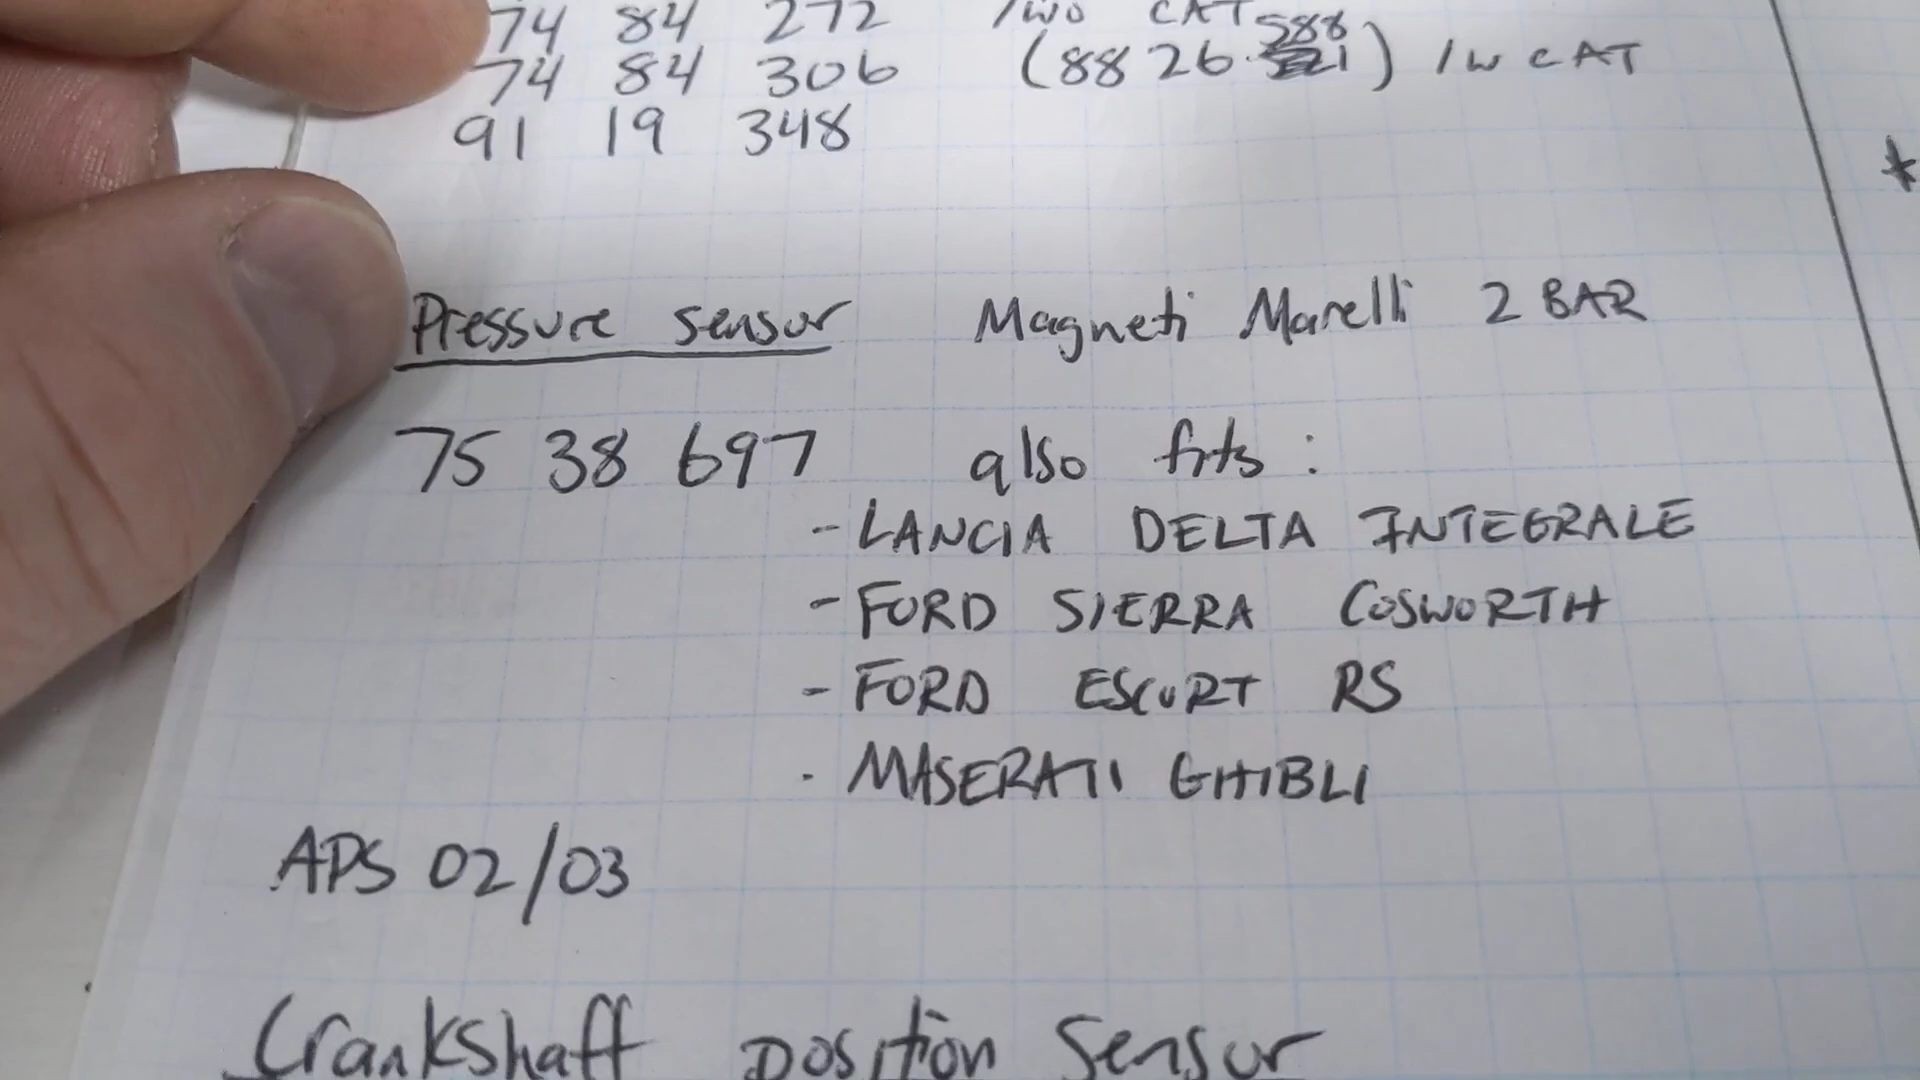 74 84 272 /wo CAT
74 84 306 (88 26 588) /w CAT
91 19 348
*
Pressure sensor Magneti Marelli 2 BAR
75 38 697 also fits:
- LANCIA DELTA INTEGRALE
- FORD SIERRA COSWORTH
- FORD ESCORT RS
- MASERATI GHIBLI
APS 02/03
Crankshaft position sensor